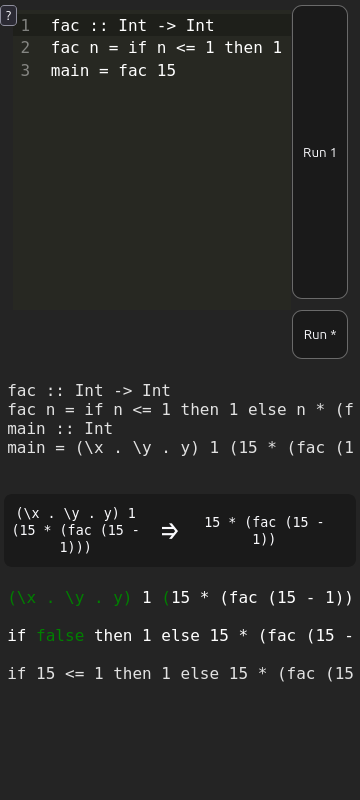 ?
1 fac :: Int -> Int
2 fac n = if n <= 1 then 1
3 main = fac 15
Run 1
Run *
fac :: Int -> Int
fac n = if n <= 1 then 1 else n * (f
main :: Int
main = (\x . \y . y) 1 (15 * (fac (1
(\x . \y . y) 1
(15 * (fac (15 -
1)))
→
15 * (fac (15 -
1))
(\x . \y . y) 1 (15 * (fac (15 - 1))
if false then 1 else 15 * (fac (15 -
if 15 <= 1 then 1 else 15 * (fac (15